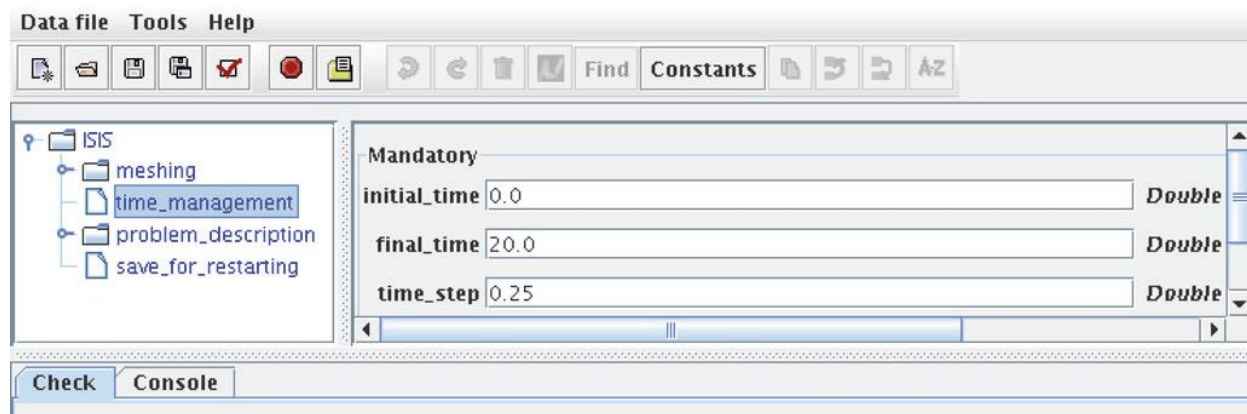 Data file Tools Help
Find Constants A-Z
ISIS
meshing
time_management
problem_description
save_for_restarting
Mandatory
initial_time 0.0 Double
final_time 20.0 Double
time_step 0.25 Double
Check Console